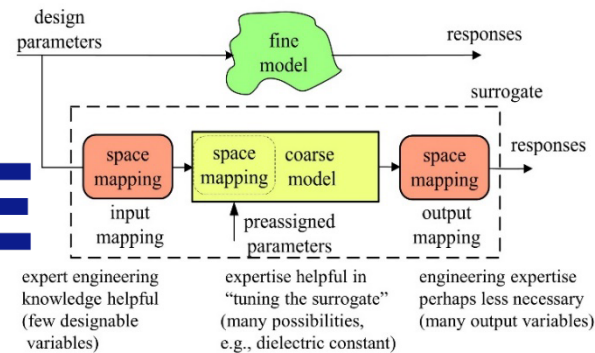 design
parameters
fine
model
responses
surrogate
space
mapping
space
mapping
coarse
model
space
mapping
responses
input
mapping
preassigned
parameters
output
mapping
expert engineering
knowledge helpful
(few designable
variables)
expertise helpful in
“tuning the surrogate”
(many possibilities,
e.g., dielectric constant)
engineering expertise
perhaps less necessary
(many output variables)